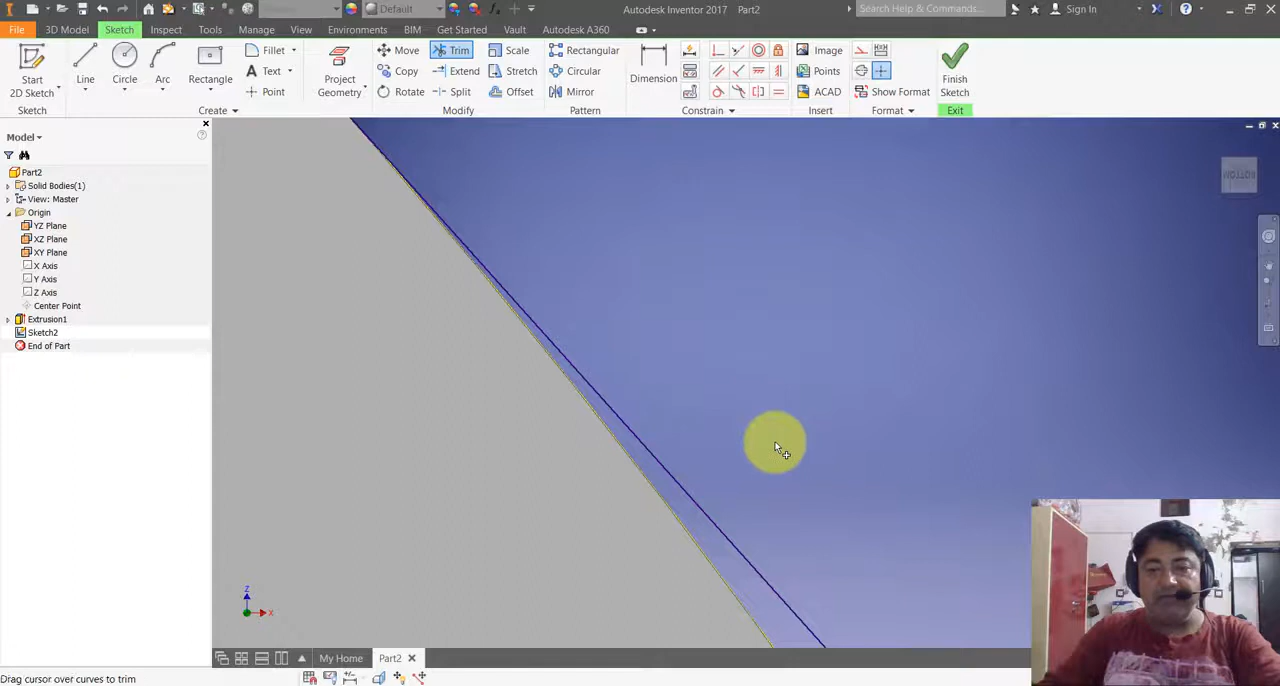 Default
Autodesk Inventor 2017 Part2
Search Help & Commands...
Sign In
File
3D Model
Sketch
Inspect
Tools
Manage
View
Environments
BIM
Get Started
Vault
Autodesk A360
Start
2D Sketch
Line
Circle
Arc
Rectangle
Fillet
Text
Point
Project
Geometry
Move
Copy
Rotate
Trim
Extend
Split
Scale
Stretch
Offset
Rectangular
Circular
Mirror
Dimension
Image
Points
ACAD
Show Format
Finish
Sketch
Sketch
Create
Modify
Pattern
Constrain
Insert
Format
Exit
Model
Part2
Solid Bodies(1)
View: Master
Origin
YZ Plane
XZ Plane
XY Plane
X Axis
Y Axis
Z Axis
Center Point
Extrusion1
Sketch2
End of Part
BOTTOM
Z
X
My Home
Part2
Drag cursor over curves to trim